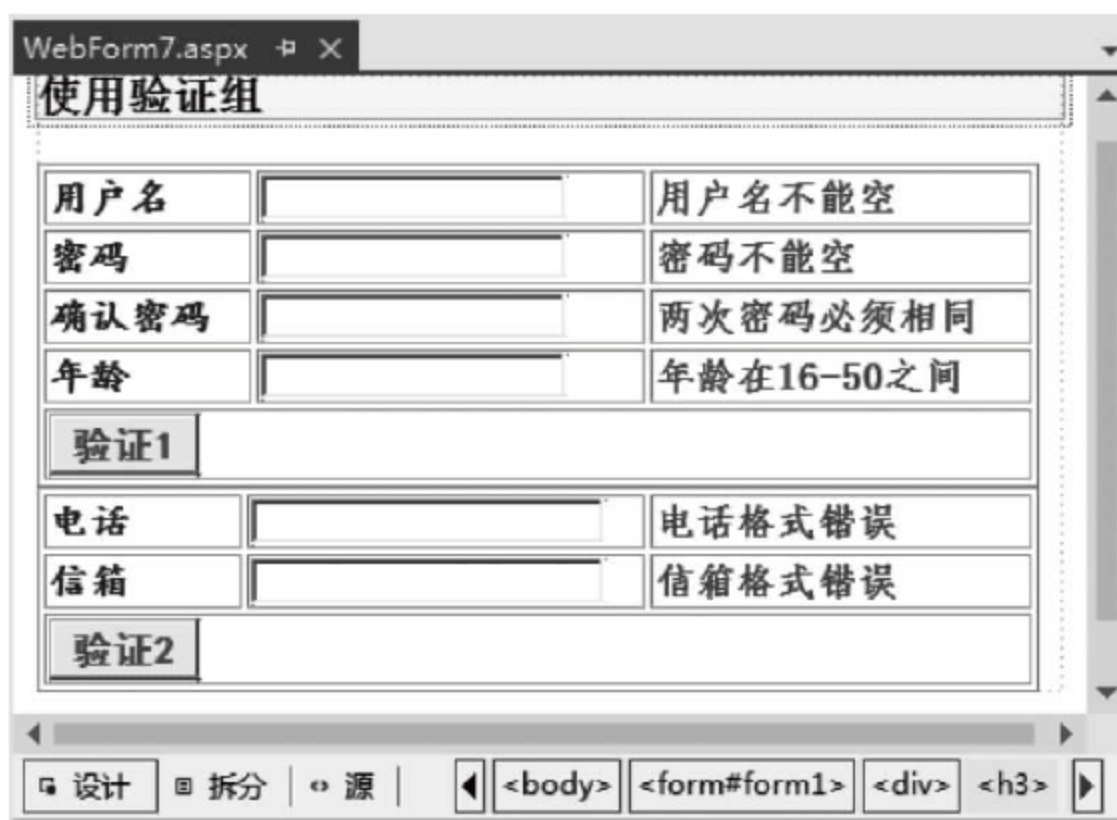 WebForm7.aspx
使用验证组
用户名 用户名不能空
密码 密码不能空
确认密码 两次密码必须相同
年龄 年龄在16-50之间
验证1
电话 电话格式错误
信箱 信箱格式错误
验证2
设计 拆分 源 <body> <form#form1> <div> <h3>